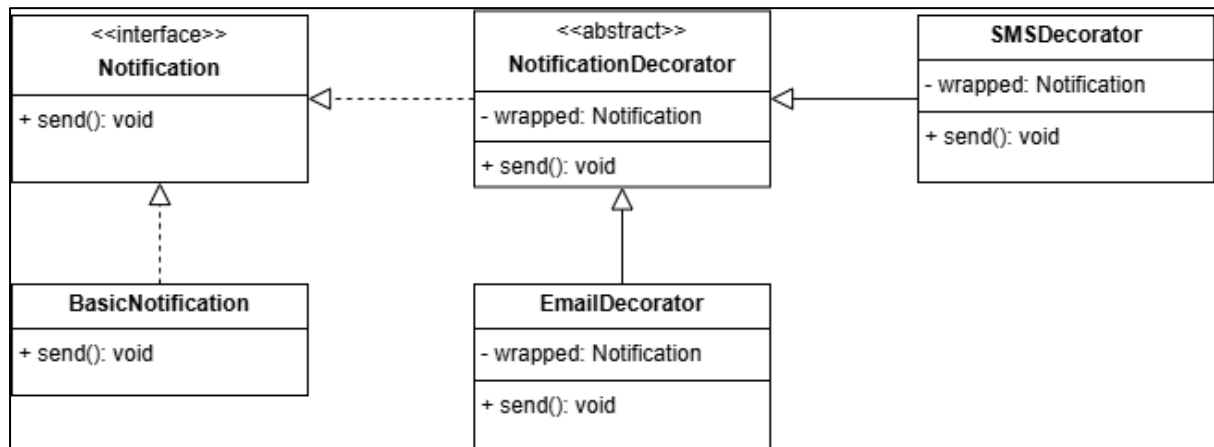 <<interface>>
Notification
+ send(): void
<<abstract>>
NotificationDecorator
- wrapped: Notification
+ send(): void
SMSDecorator
- wrapped: Notification
+ send(): void
BasicNotification
+ send(): void
EmailDecorator
- wrapped: Notification
+ send(): void